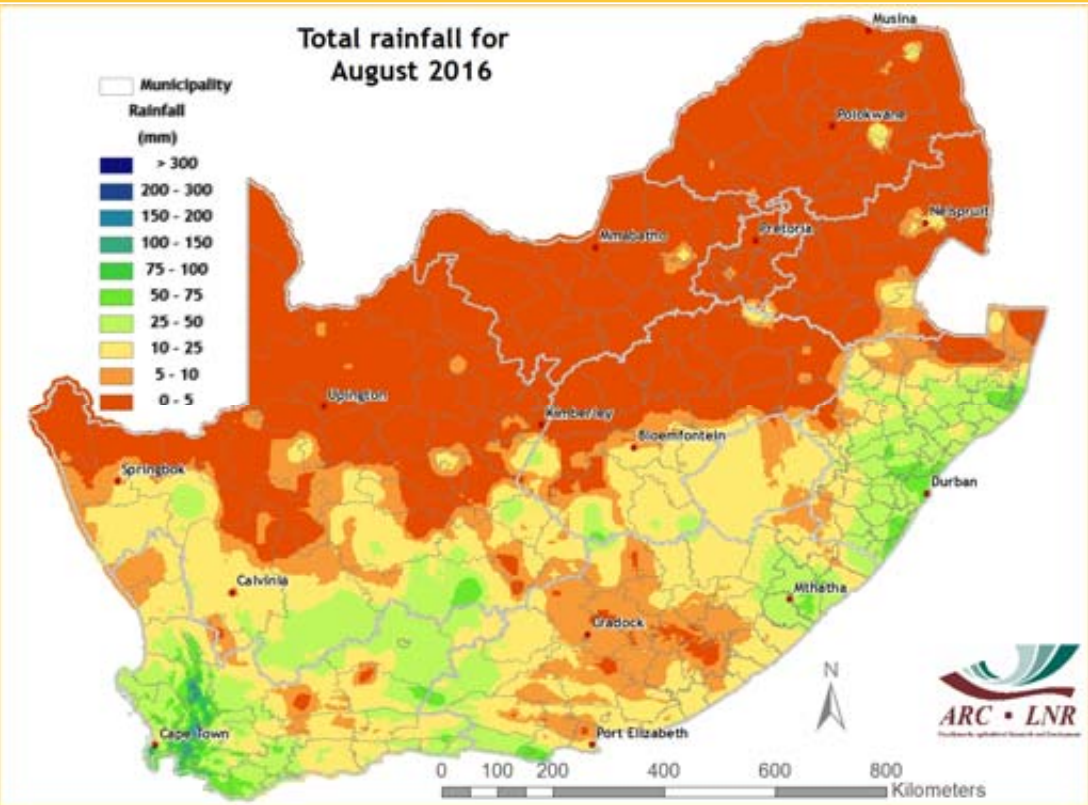 Total rainfall for
August 2016
Municipality
Rainfall
(mm)
> 300
200 - 300
150 - 200
100 - 150
75 - 100
50 - 75
25 - 50
10 - 25
5 - 10
0 - 5
Musina
Polokwane
Nelspruit
Pretoria
Mmabatho
Upington
Kimberley
Bloemfontein
Springbok
Durban
Calvinia
Mthatha
Cradock
Cape Town
Port Elizabeth
N
ARC • LNR
0 100 200 400 600 800
Kilometers